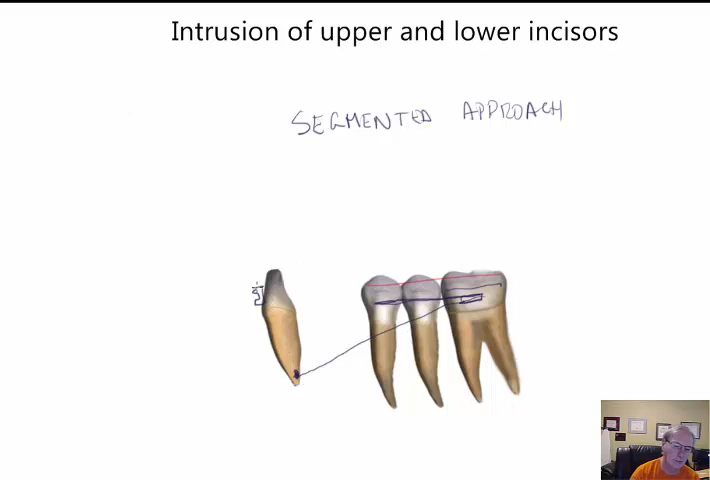 Intrusion of upper and lower incisors
SEGMENTED APPROACH